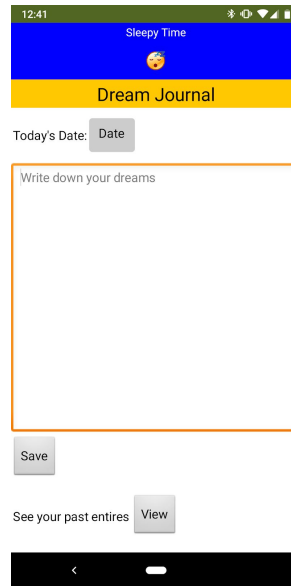 12:41
Sleepy Time
Dream Journal
Today's Date: Date
Write down your dreams
Save
See your past entires View